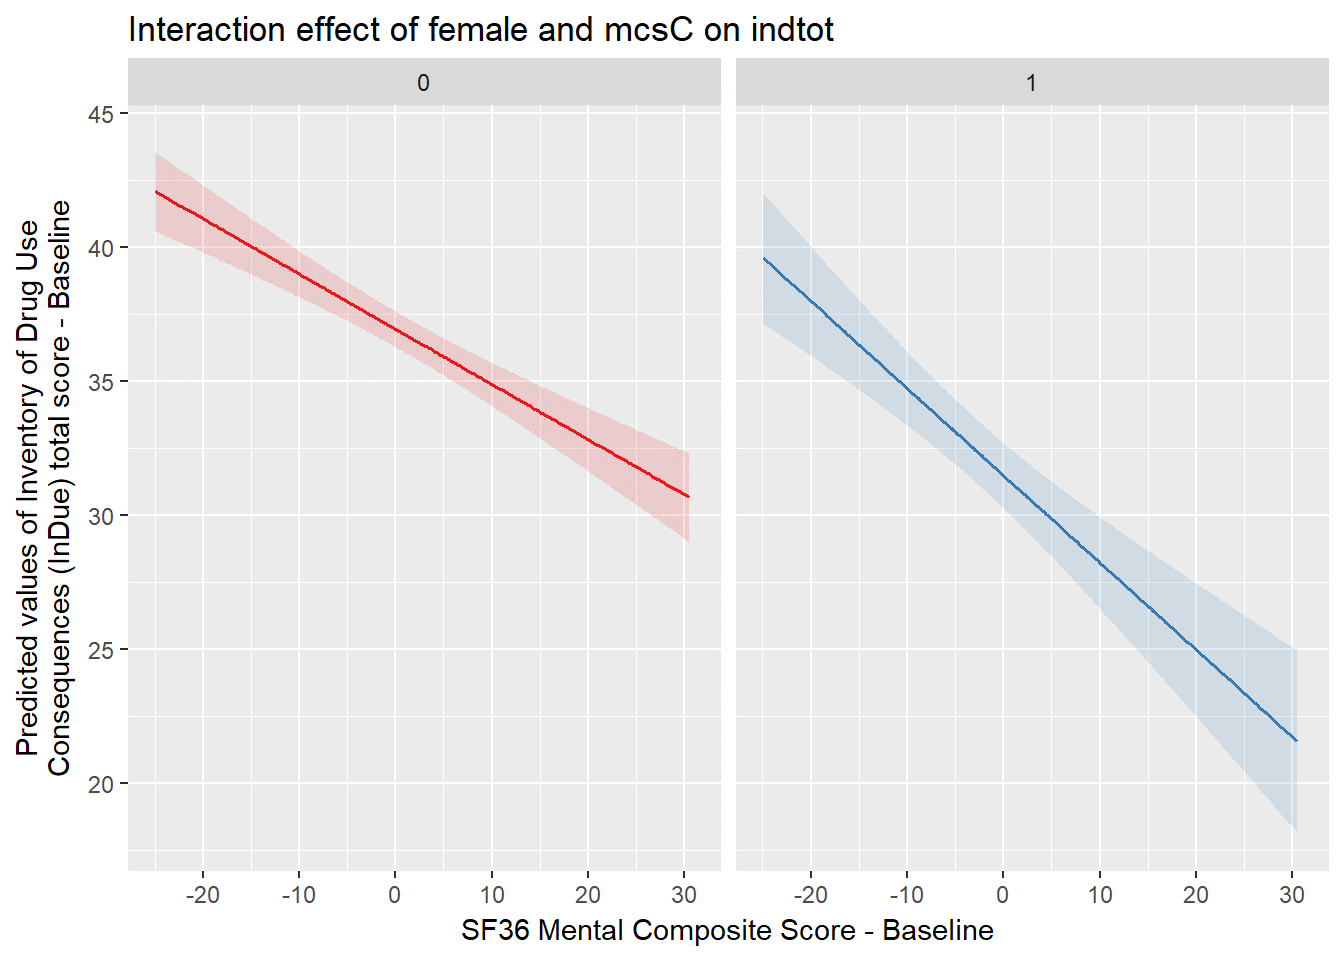 Interaction effect of female and mcsC on indtot
0
1
Predicted values of Inventory of Drug Use
Consequences (InDue) total score - Baseline
45
40
35
30
25
20
-20 -10 0 10 20 30
-20 -10 0 10 20 30
SF36 Mental Composite Score - Baseline